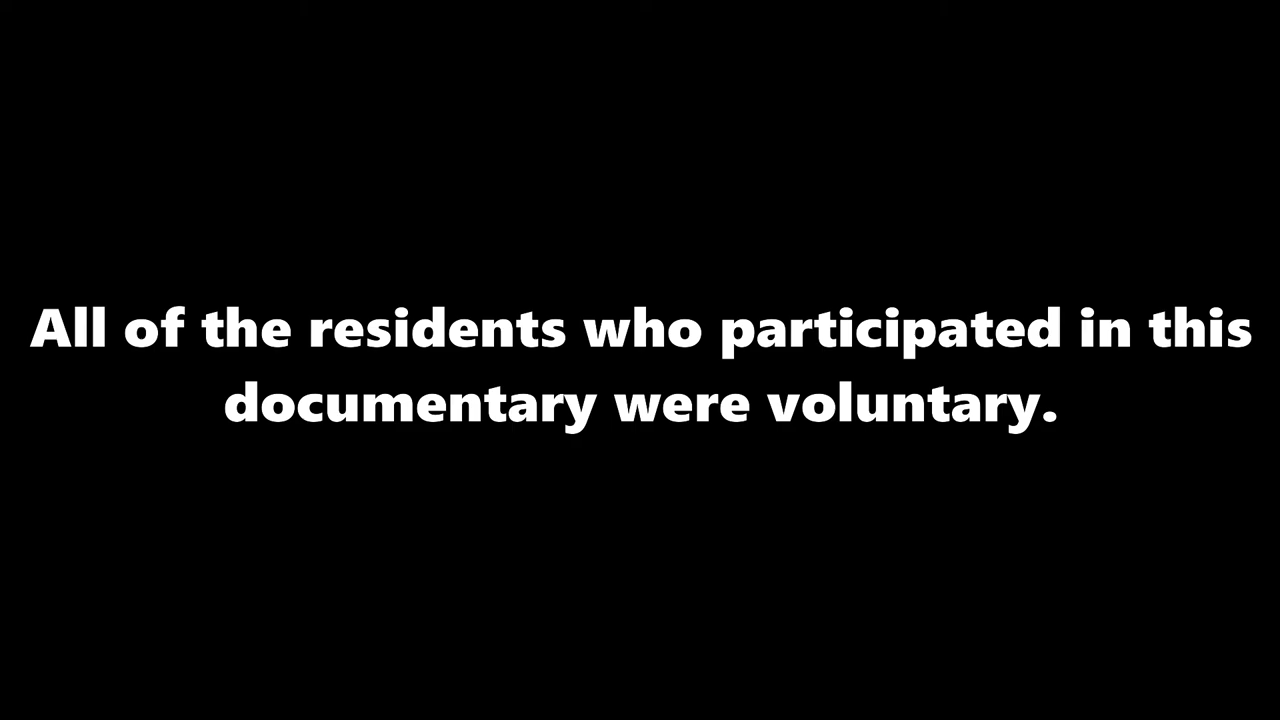 All of the residents who participated in this
documentary were voluntary.